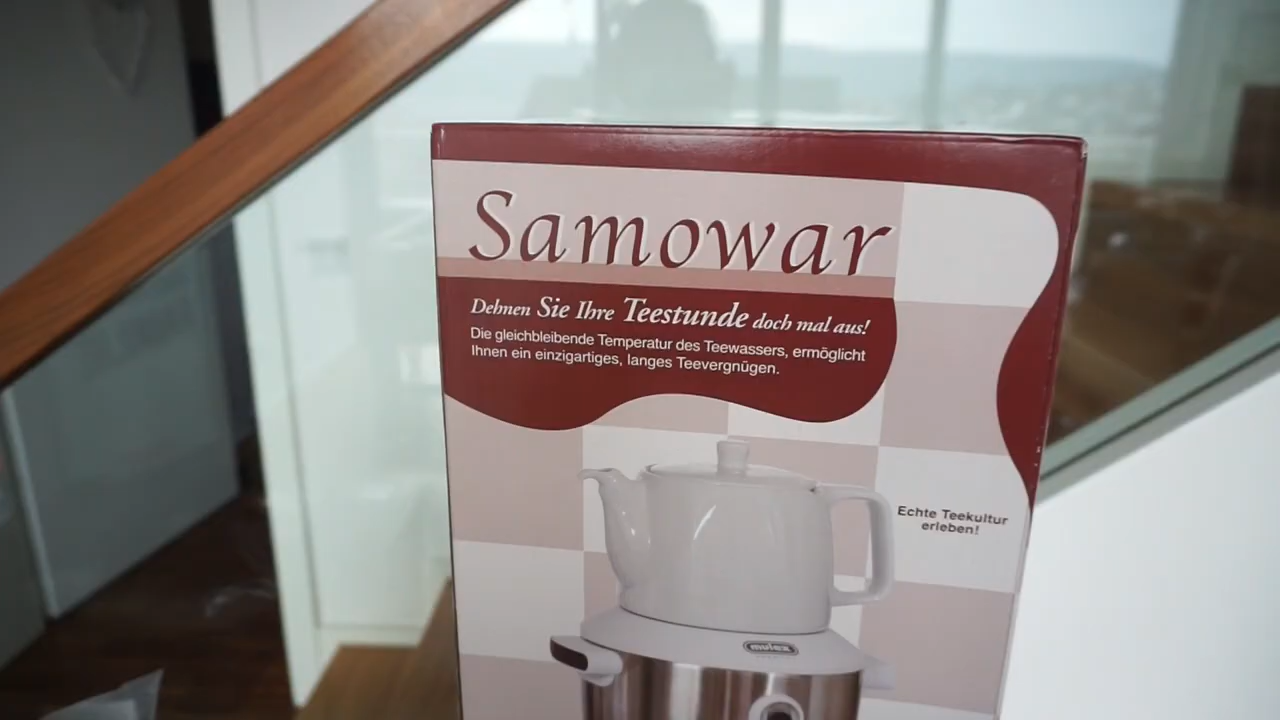 Samowar
Dehnen Sie Ihre Teestunde doch mal aus!
Die gleichbleibende Temperatur des Teewassers, ermöglicht
Ihnen ein einzigartiges, langes Teevergnügen.
Echte Teekultur
erleben!
mulex